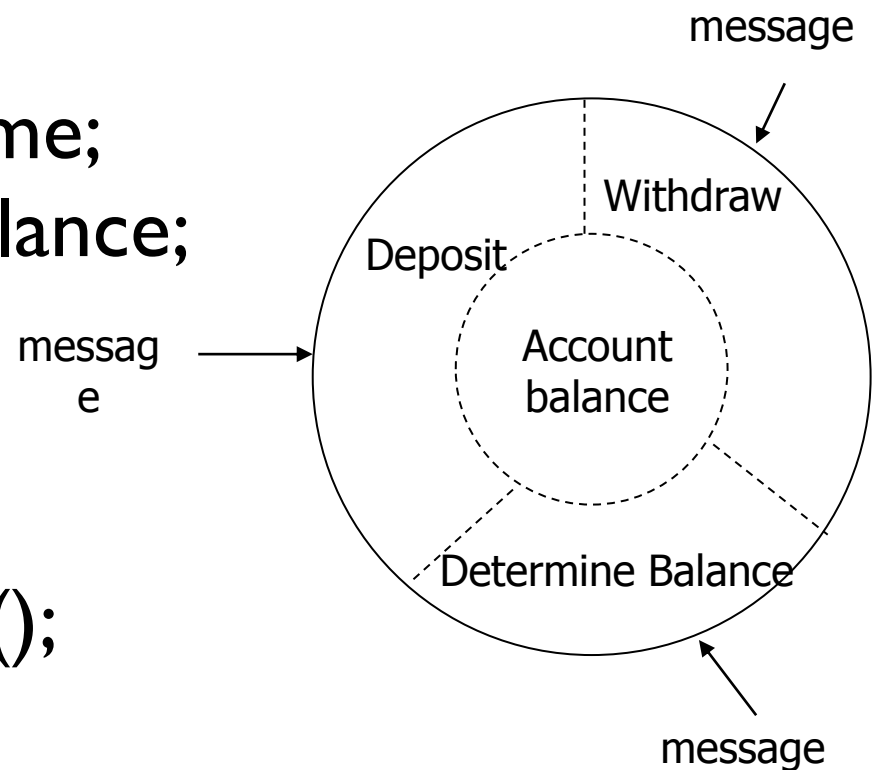 message
me;
Withdraw
lance;
Deposit
messag
e
Account
balance
Determine Balance
();
message